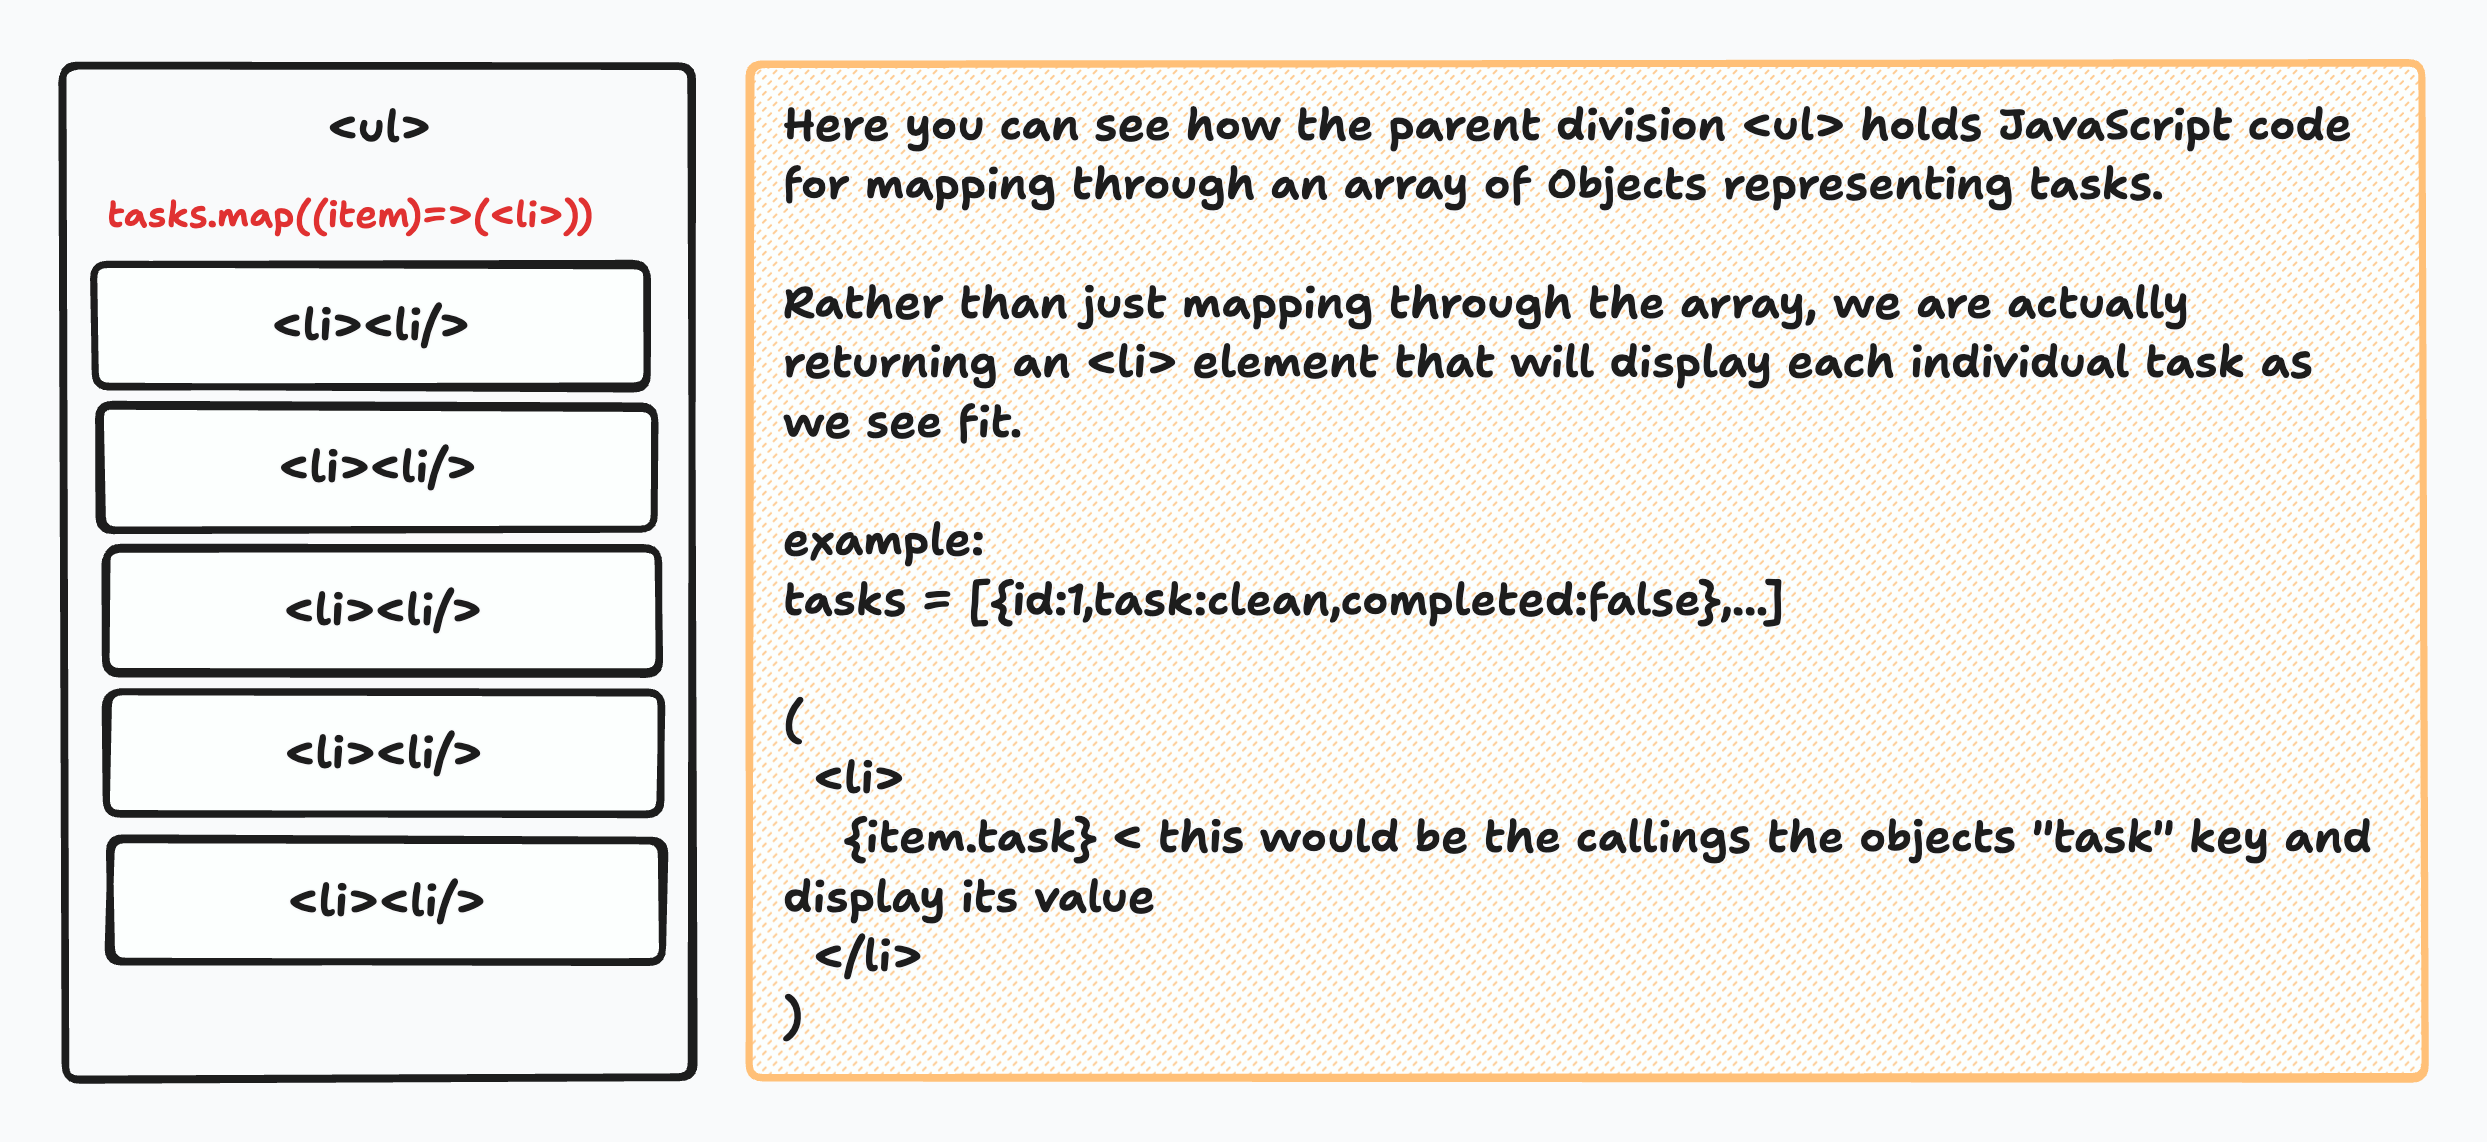 <ul>
tasks.map((item)=>(<li>))
<li><li/>
<li><li/>
<li><li/>
<li><li/>
<li><li/>
Here you can see how the parent division <ul> holds JavaScript code
for mapping through an array of Objects representing tasks.
Rather than just mapping through the array, we are actually
returning an <li> element that will display each individual task as
we see fit.
example:
tasks = [{id:1,task:clean,completed:false},...]
(
<li>
{item.task} < this would be the callings the objects "task" key and
display its value
</li>
)